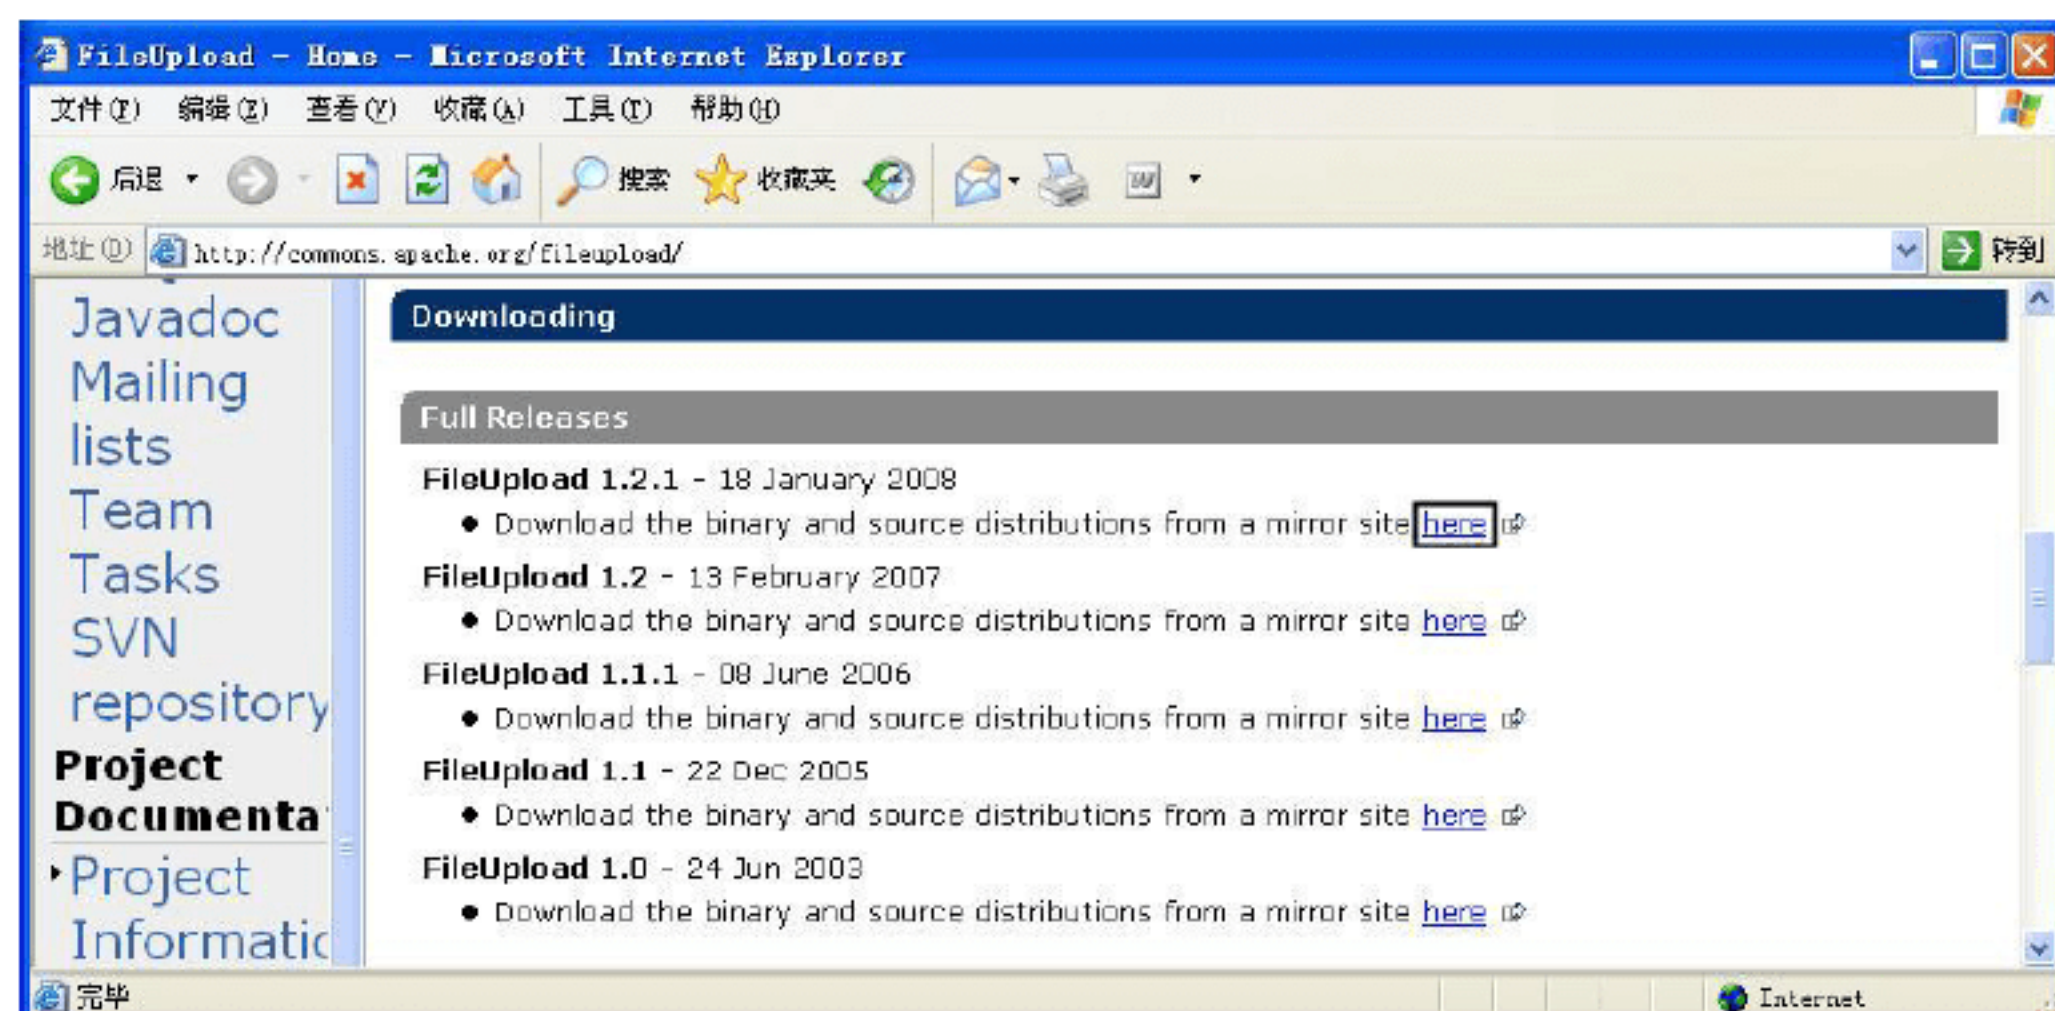 FileUpload - Home - Microsoft Internet Explorer
文件(F) 编辑(E) 查看(V) 收藏(A) 工具(T) 帮助(H)
后退 搜索 收藏夹
地址(D) http://commons.apache.org/fileupload/ 转到
Javadoc
Mailing
lists
Team
Tasks
SVN
repository
Project
Documenta
Project
Informatic
Downloading
Full Releases
FileUpload 1.2.1 - 18 January 2008
● Download the binary and source distributions from a mirror site here
FileUpload 1.2 - 13 February 2007
● Download the binary and source distributions from a mirror site here
FileUpload 1.1.1 - 08 June 2006
● Download the binary and source distributions from a mirror site here
FileUpload 1.1 - 22 Dec 2005
● Download the binary and source distributions from a mirror site here
FileUpload 1.0 - 24 Jun 2003
● Download the binary and source distributions from a mirror site here
完毕 Internet